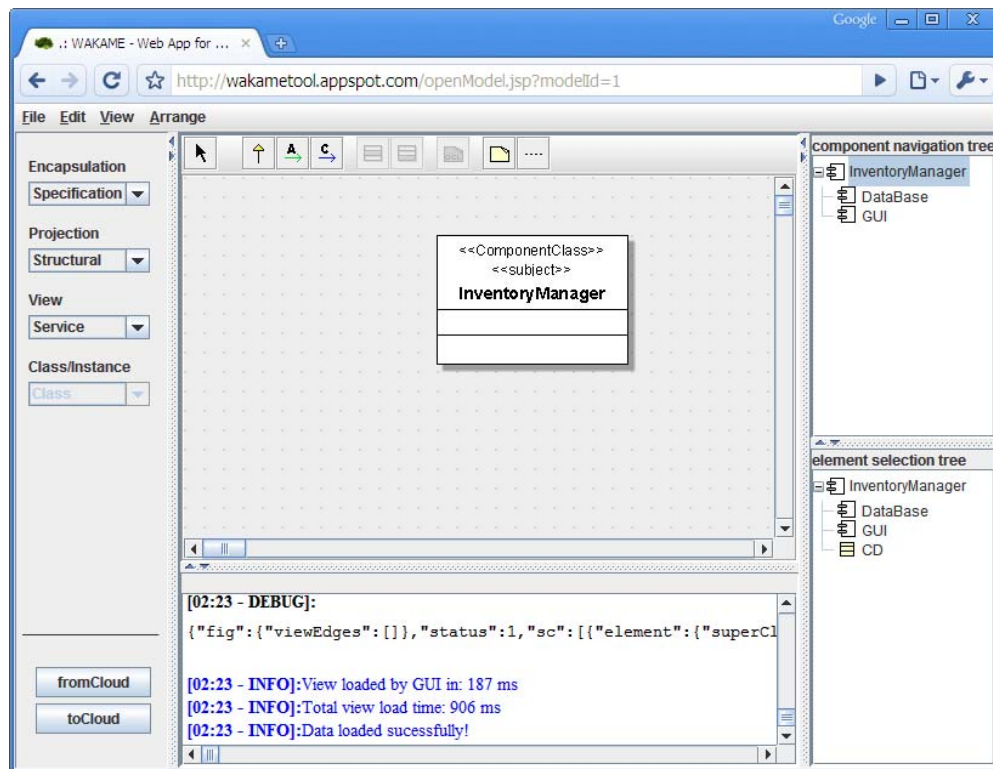 Google
.: WAKAME - Web App for ...
http://wakametool.appspot.com/openModel.jsp?modelId=1
File Edit View Arrange
Encapsulation
Specification
Projection
Structural
View
Service
Class/Instance
Class
fromCloud
toCloud
A
C
OCL
....
<<ComponentClass>>
<<subject>>
InventoryManager
[02:23 - DEBUG]:
{"fig":{"viewEdges":[]},"status":1,"sc":[{"element":{"superCl
[02:23 - INFO]:View loaded by GUI in: 187 ms
[02:23 - INFO]:Total view load time: 906 ms
[02:23 - INFO]:Data loaded sucessfully!
component navigation tree
InventoryManager
DataBase
GUI
element selection tree
InventoryManager
DataBase
GUI
CD